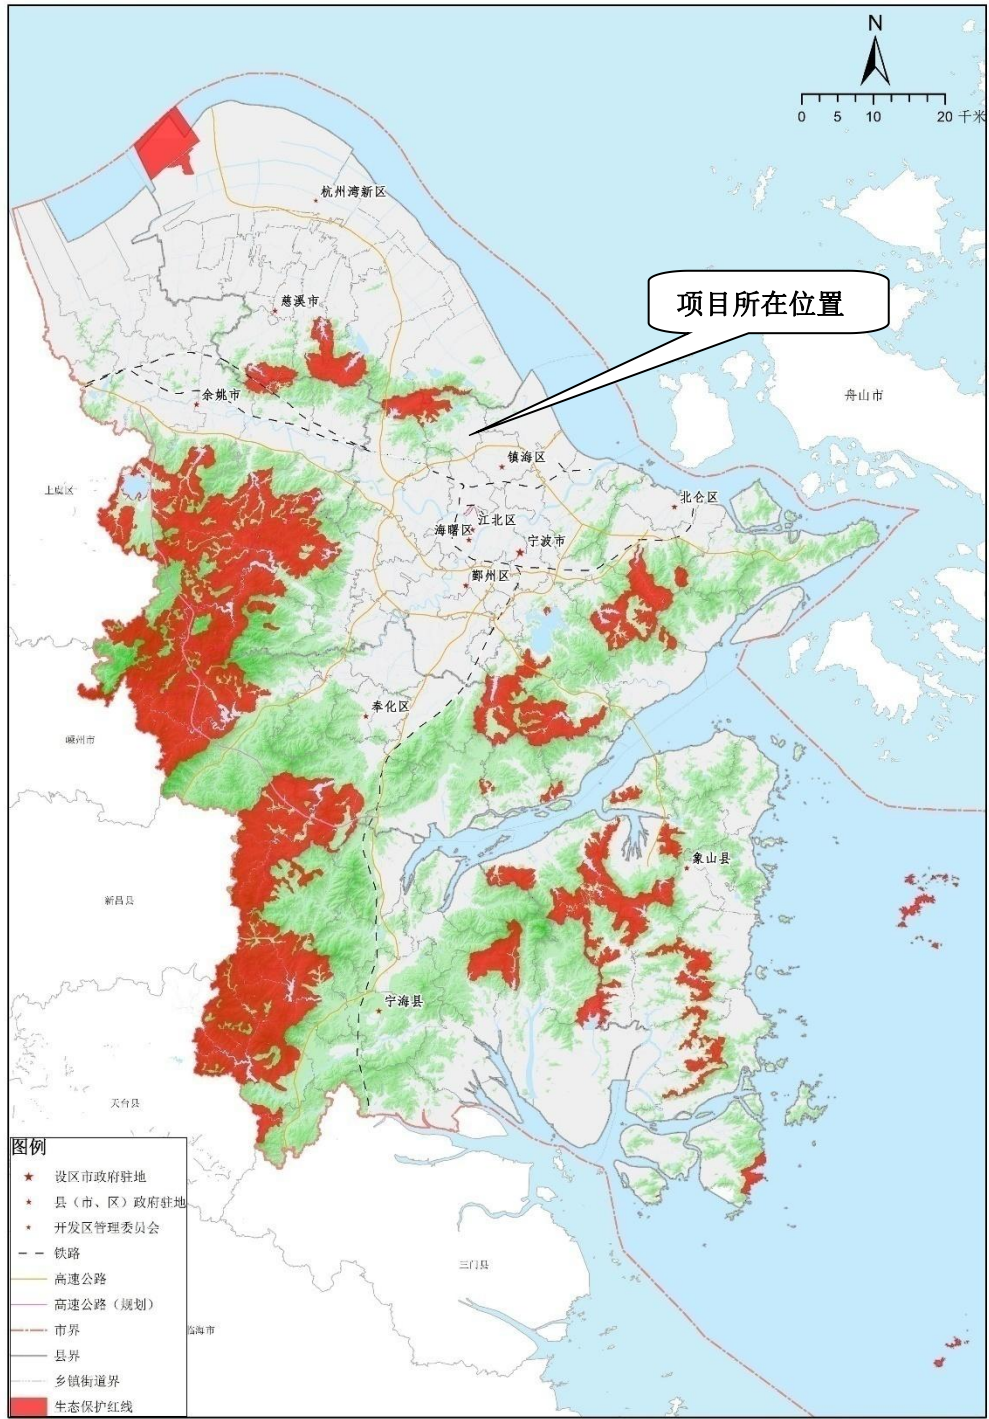 N
0 5 10 20 千米
杭州湾新区
项目所在位置
慈溪市
余姚市
舟山市
镇海区
上虞区
北仑区
江北区
海曙区
宁波市
鄞州区
奉化区
嵊州市
象山县
新昌县
宁海县
天台县
三门县
临海市
图例
设区市政府驻地
县（市、区）政府驻地
开发区管理委员会
铁路
高速公路
高速公路（规划）
市界
县界
乡镇街道界
生态保护红线